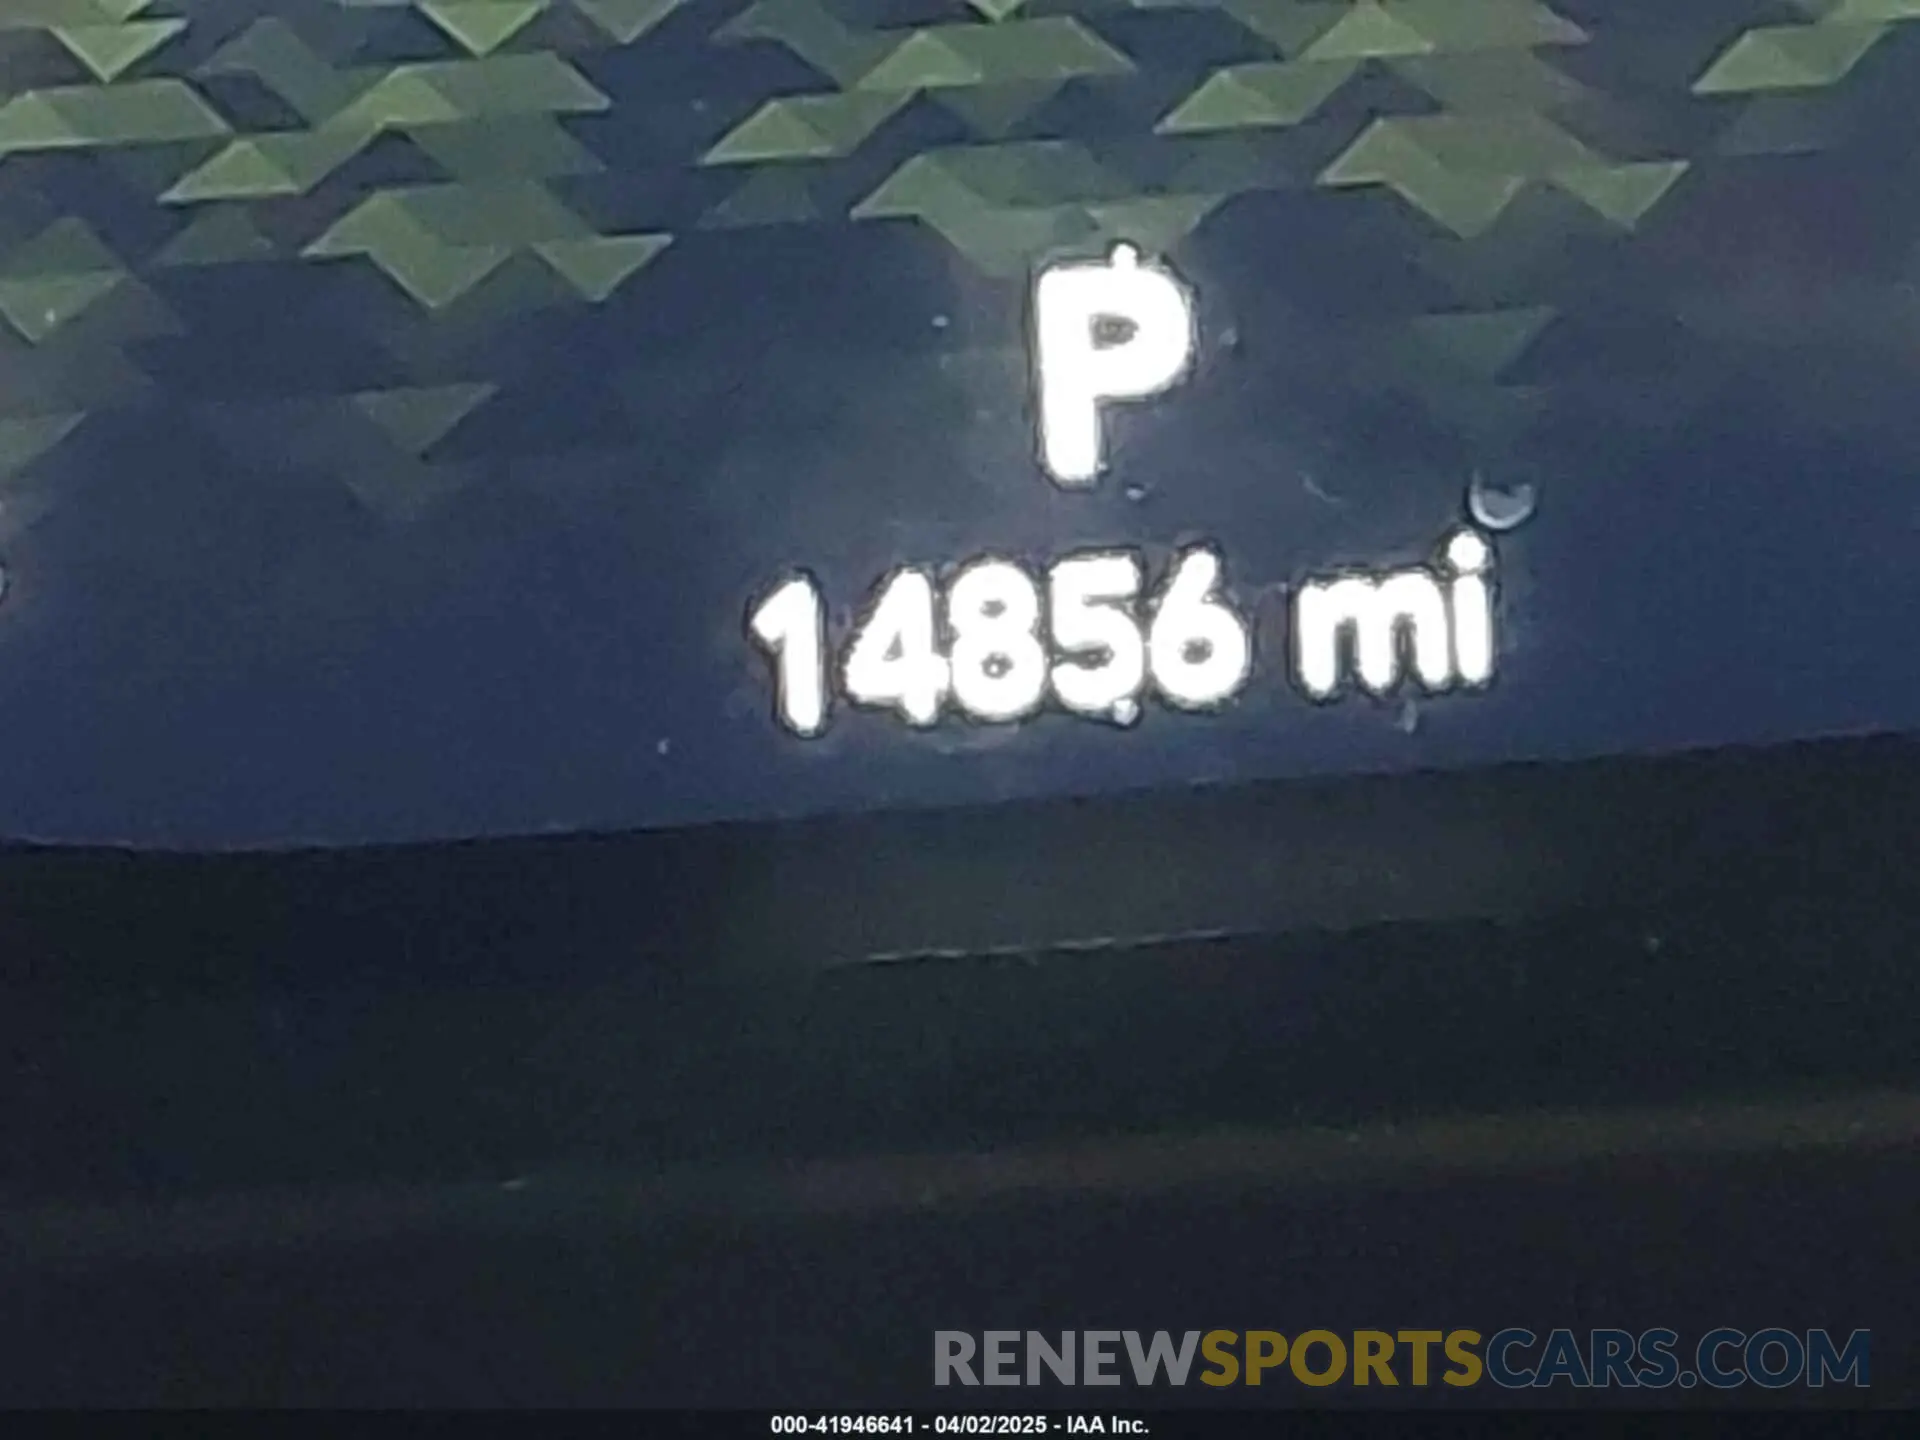 P
14856 mi
RENEWSPORTSCARS.COM
000-41946641 - 04/02/2025 - IAA Inc.